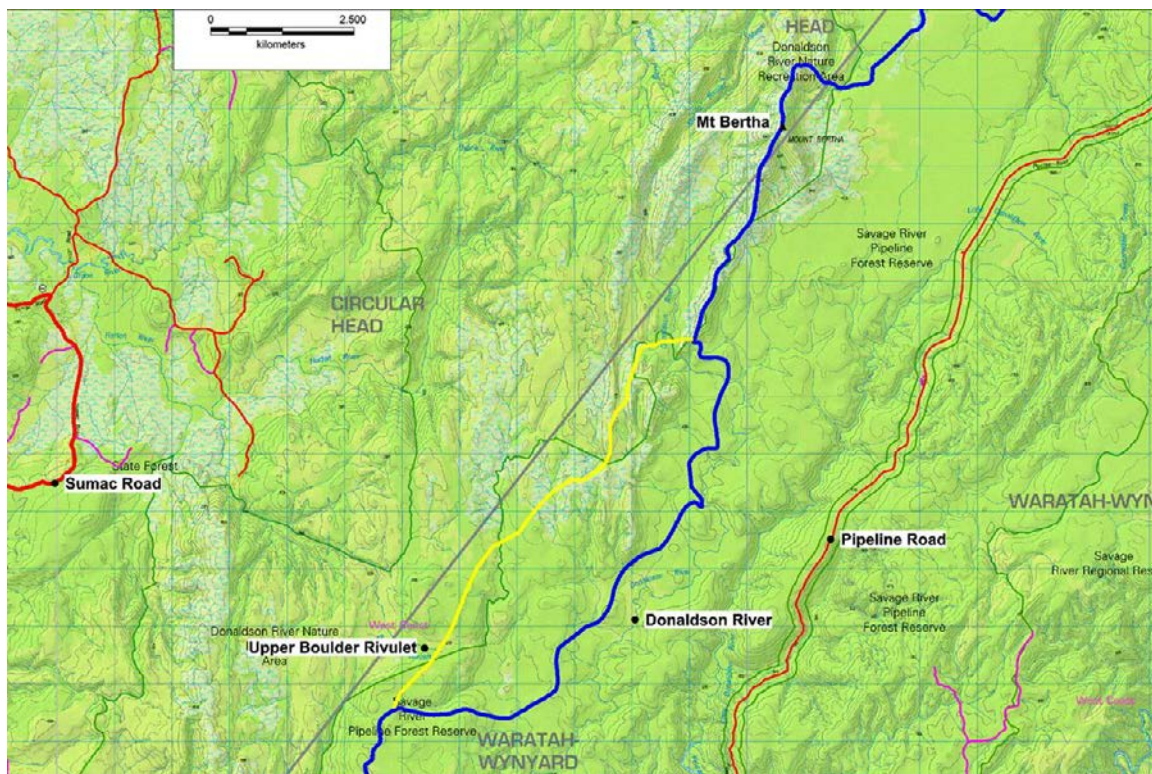 0
2.500
kilometers
HEAD
Donaldson
River Nature
Recreation Area
Mt Bertha
MOUNT BERTHA
Savage River
Pipeline
Forest Reserve
CIRCULAR
HEAD
State Forest
Sumac Road
WARATAH-WYN
Pipeline Road
Savage
River Regional Res
Savage River
Pipeline
Forest Reserve
Donaldson River
Donaldson River Nature
Upper Boulder Rivulet
Area
West Coast
Savage
River
Pipeline Forest Reserve
WARATAH-
WYNYARD